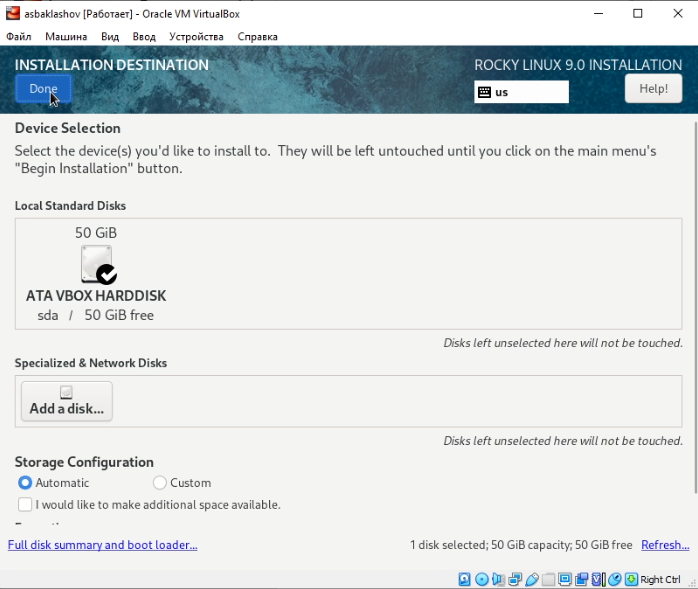 asbaklashov [Работает] - Oracle VM VirtualBox
Файл Машина Вид Ввод Устройства Справка
INSTALLATION DESTINATION
ROCKY LINUX 9.0 INSTALLATION
Done
us
Help!
Device Selection
Select the device(s) you'd like to install to. They will be left untouched until you click on the main menu's
"Begin Installation" button.
Local Standard Disks
50 GiB
ATA VBOX HARDDISK
sda / 50 GiB free
Disks left unselected here will not be touched.
Specialized & Network Disks
Add a disk...
Disks left unselected here will not be touched.
Storage Configuration
Automatic
Custom
I would like to make additional space available.
Full disk summary and boot loader...
1 disk selected; 50 GiB capacity; 50 GiB free
Refresh...
Right Ctrl